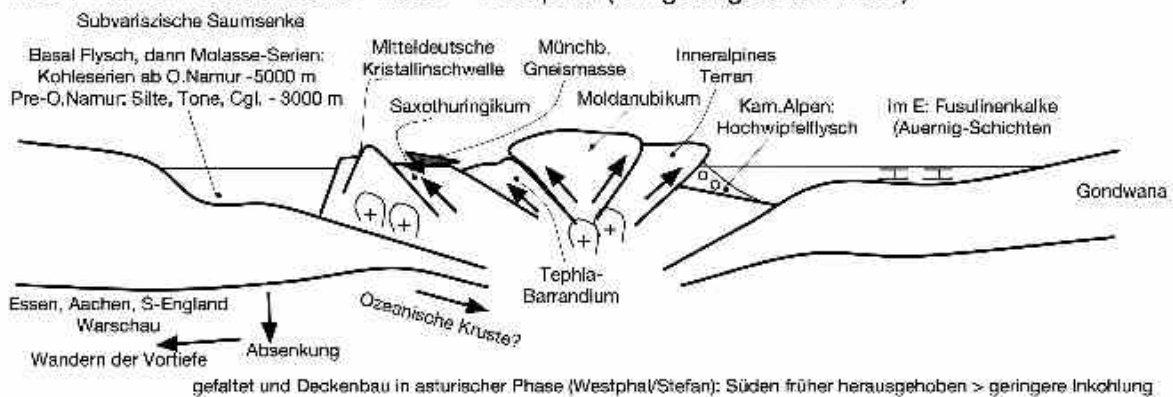 Subvariszische Saumsenke
Basal Flysch, dann Molasse-Serien:
Kohleserien ab O.Namur -5000 m
Pre-O.Namur: Silte, Tone, Cgl. - 3000 m
Mitteldeutsche
Kristallinschwelle
Saxothuringikum
Münchb.
Gneismasse
Moldanubikum
Inneralpines
Terran
Karn.Alpen:
Hochwipfelflysch
im E: Fusulinenkalke
(Auernig-Schichten
Gondwana
Tephla-
Barrandium
Essen, Aachen, S-England
Warschau
Wandern der Vortiefe
Absenkung
Ozeanische Kruste?
gefaltet und Deckenbau in asturischer Phase (Westphal/Stefan): Süden früher herausgehoben > geringere Inkohlung